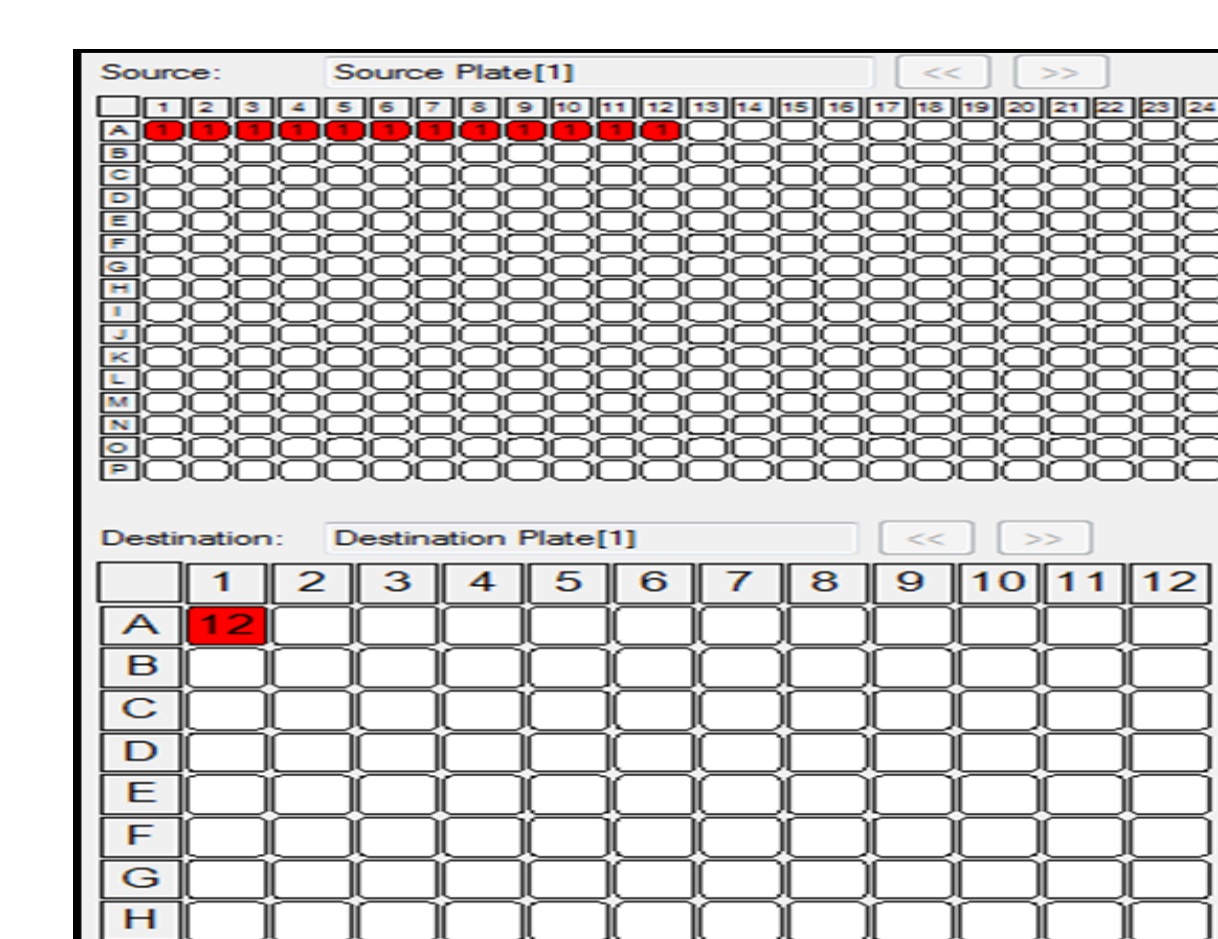 Source: Source Plate[1] << >>
1 2 3 4 5 6 7 8 9 10 11 12 13 14 15 16 17 18 19 20 21 22 23 24
A 1 1 1 1 1 1 1 1 1 1 1 1
B
C
D
E
F
G
H
I
J
K
L
M
N
O
P
Destination: Destination Plate[1] << >>
1 2 3 4 5 6 7 8 9 10 11 12
A 12
B
C
D
E
F
G
H